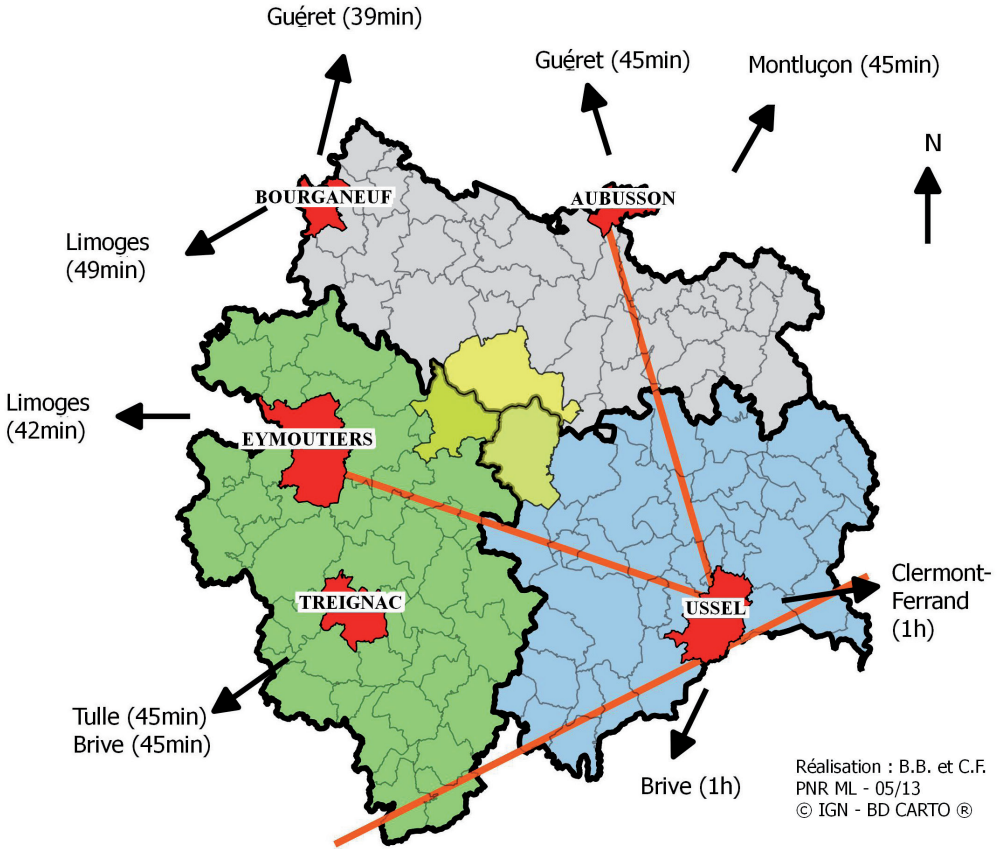 Guéret (39min)
Guéret (45min)
Montluçon (45min)
N
BOURGANEUF
AUBUSSON
Limoges
(49min)
Limoges
(42min)
EYMOUTIERS
Clermont-
Ferrand
(1h)
TREIGNAC
USSEL
Tulle (45min)
Brive (45min)
Brive (1h)
Réalisation : B.B. et C.F.
PNR ML - 05/13
© IGN - BD CARTO ®